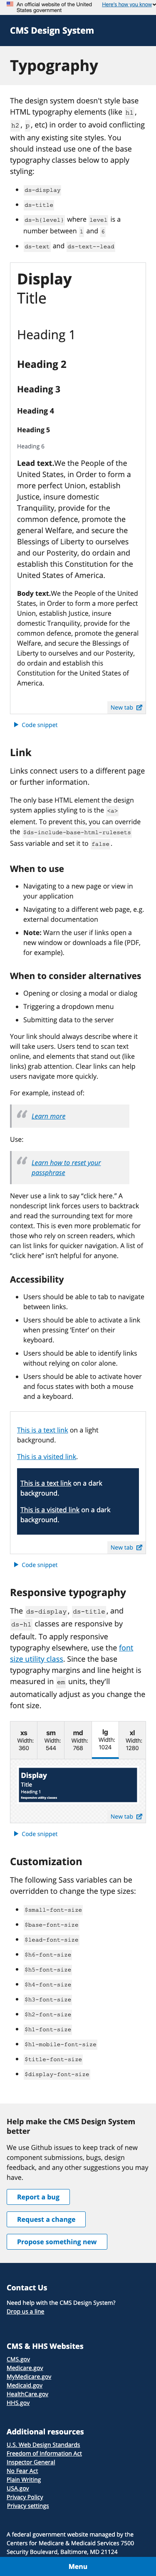 An official website of the United
States government
Here's how you know
CMS Design System
Typography
The design system doesn't style base
HTML typography elements (like h1,
h2, p, etc) in order to avoid conflicting
with any existing site styles. You
should instead use one of the base
typography classes below to apply
styling:
ds-display
ds-title
ds-h(level) where level is a
number between 1 and 6
ds-text and ds-text--lead
Display
Title
Heading 1
Heading 2
Heading 3
Heading 4
Heading 5
Heading 6
Lead text.We the People of the
United States, in Order to form a
more perfect Union, establish
Justice, insure domestic
Tranquility, provide for the
common defence, promote the
general Welfare, and secure the
Blessings of Liberty to ourselves
and our Posterity, do ordain and
establish this Constitution for the
United States of America.
Body text.We the People of the United
States, in Order to form a more perfect
Union, establish Justice, insure
domestic Tranquility, provide for the
common defence, promote the general
Welfare, and secure the Blessings of
Liberty to ourselves and our Posterity,
do ordain and establish this
Constitution for the United States of
America.
New tab
Code snippet
Link
Links connect users to a different page
or further information.
The only base HTML element the design
system applies styling to is the <a>
element. To prevent this, you can override
the $ds-include-base-html-rulesets
Sass variable and set it to false.
When to use
Navigating to a new page or view in
your application
Navigating to a different web page, e.g.
external documentation
Note: Warn the user of links who open a
new window or downloads a file (PDF,
for example).
When to consider alternatives
Opening or closing a modal or dialog
Triggering a dropdown menu
Submitting data to the server
Your link should always describe where it
will take users. Users tend to scan text when
online, and elements that stand out (like
links) grab attention. Clear links can help
users navigate more quickly.
For example, instead of:
Learn more
Use:
Learn how to reset your
passphrase
Never use a link to say “click here.” A
nondescript link forces users to backtrack
and read the surrounding text for more
context. This is even more problematic for
those who are visually impaired, which can
rely on lists for quicker navigation. A list of
“click here” isn't helpful for anyone.
Accessibility
Users should be able to tab to navigate
between links.
Users should be able to activate a link
when pressing ‘Enter’ on their
keyboard.
Users should be able to identify links
without relying on color alone.
Users should be able to activate hover
and focus states with both a mouse
and a keyboard.
This is a text link on a light
background.
This is a visited link.
This is a text link on a dark
background.
This is a visited link on a dark
background.
New tab
Code snippet
Responsive typography
The ds-display, ds-title, and
ds-h1 classes are responsive by
default. To apply responsive
typography elsewhere, use the font
size utility class. Since the base
typography margins and line height is
measured in em units, they'll
automatically adjust as you change the
font size.
xs
Width:
360
sm
Width:
544
md
Width:
768
lg
Width:
1024
xl
Width:
1280
Display
Title
Heading 1
Responsive utility classes
New tab
Code snippet
Customization
The following Sass variables can be
overridden to change the type sizes:
$small-font-size
$base-font-size
$lead-font-size
$h6-font-size
$h5-font-size
$h4-font-size
$h3-font-size
$h2-font-size
$h1-font-size
$h1-mobile-font-size
$title-font-size
$display-font-size
Help make the CMS Design System
better
We use Github issues to keep track of new
component submissions, bugs, design
feedback, and any other suggestions you may
have.
Report a bug
Request a change
Propose something new
Contact Us
Need help with the CMS Design System?
Drop us a line
CMS & HHS Websites
CMS.gov
Medicare.gov
MyMedicare.gov
Medicaid.gov
HealthCare.gov
HHS.gov
Additional resources
U.S. Web Design Standards
Freedom of Information Act
Inspector General
No Fear Act
Plain Writing
USA.gov
Privacy Policy
Privacy settings
A federal government website managed by the
Centers for Medicare & Medicaid Services 7500
Security Boulevard, Baltimore, MD 21124
Menu